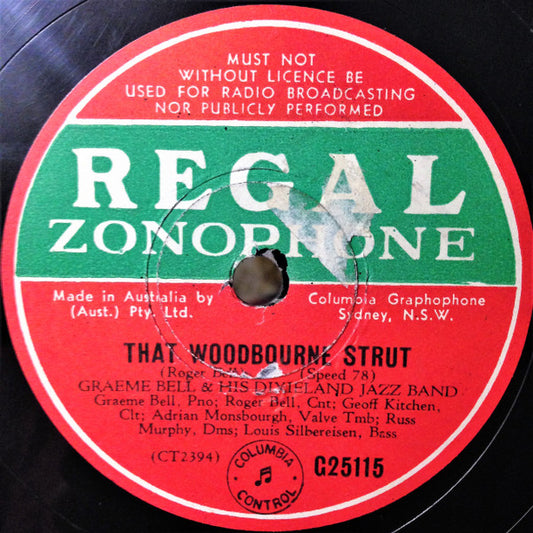 MUST NOT
WITHOUT LICENCE BE
USED FOR RADIO BROADCASTING
NOR PUBLICLY PERFORMED
REGAL
ZONOPHONE
Made in Australia by Columbia Graphophone
(Aust.) Pty. Ltd. Sydney, N.S.W.
THAT WOODBOURNE STRUT
(Roger (Speed 78)
GRAEME BELL & HIS DIXIELAND JAZZ BAND
Graeme Bell, Pno; Roger Bell, Cnt; Geoff Kitchen,
Clt; Adrian Monsbourgh, Valve Tmb; Russ
Murphy, Dms; Louis Silbereisen, Bass
(CT2394) COLUMBIA CONTROL G25115